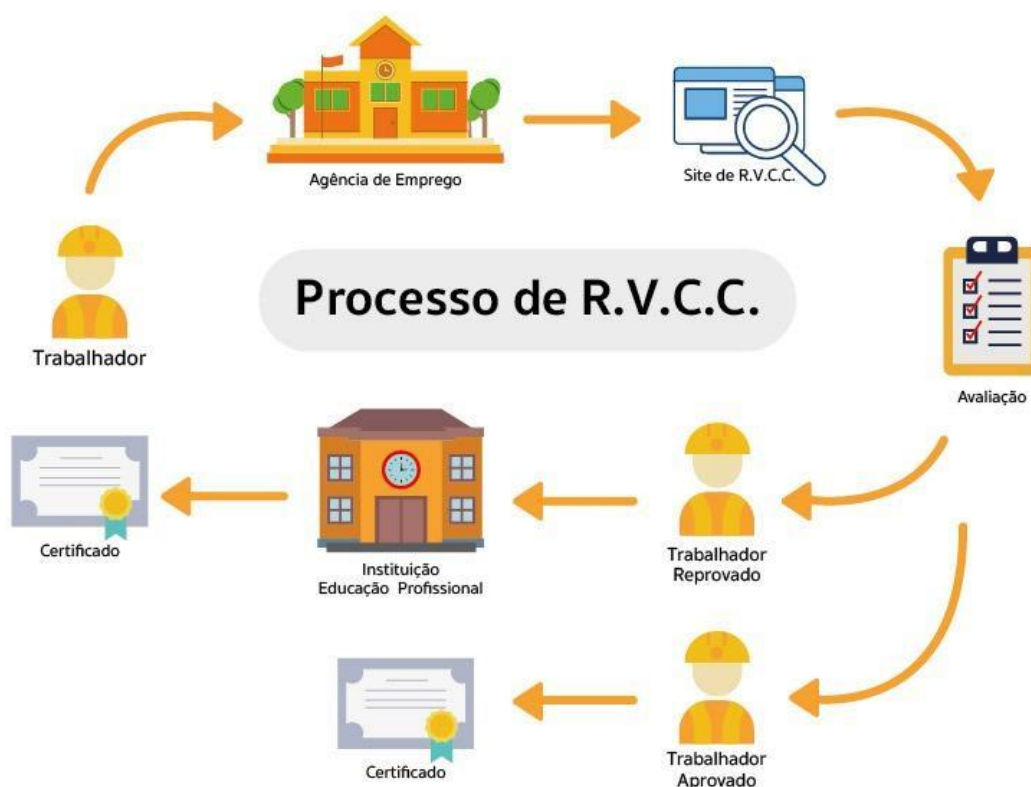 Agência de Emprego
Site de R.V.C.C.
Processo de R.V.C.C.
Trabalhador
Avaliação
Certificado
Instituição
Educação Profissional
Trabalhador
Reprovado
Certificado
Trabalhador
Aprovado